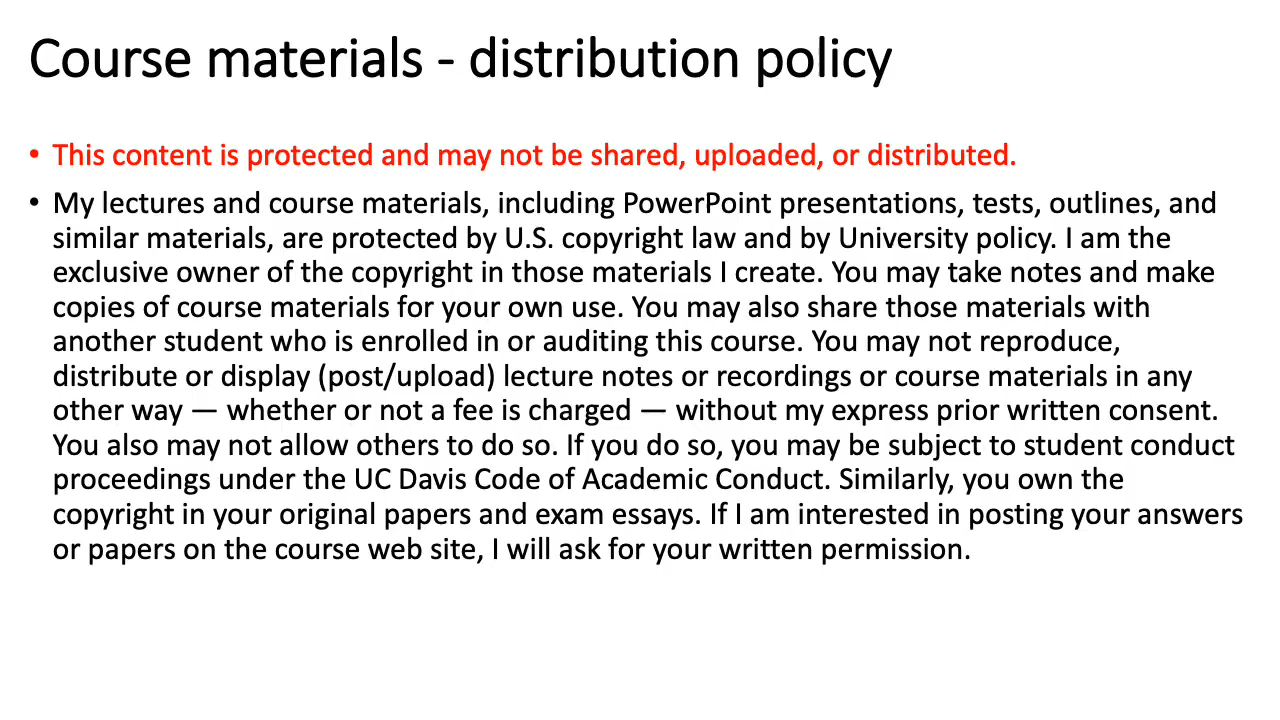 Course materials - distribution policy
• This content is protected and may not be shared, uploaded, or distributed.
• My lectures and course materials, including PowerPoint presentations, tests, outlines, and
similar materials, are protected by U.S. copyright law and by University policy. I am the
exclusive owner of the copyright in those materials I create. You may take notes and make
copies of course materials for your own use. You may also share those materials with
another student who is enrolled in or auditing this course. You may not reproduce,
distribute or display (post/upload) lecture notes or recordings or course materials in any
other way — whether or not a fee is charged — without my express prior written consent.
You also may not allow others to do so. If you do so, you may be subject to student conduct
proceedings under the UC Davis Code of Academic Conduct. Similarly, you own the
copyright in your original papers and exam essays. If I am interested in posting your answers
or papers on the course web site, I will ask for your written permission.